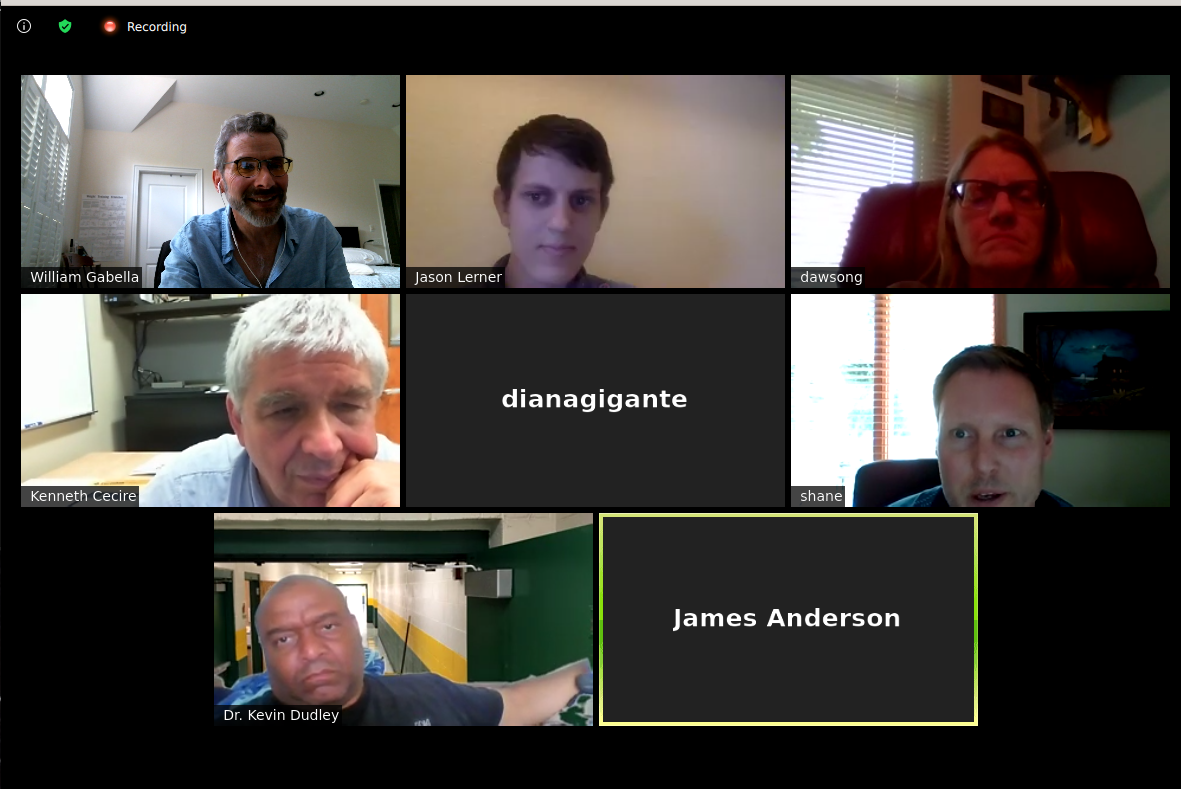 Recording
William Gabella
Jason Lerner
dawsong
Kenneth Cecire
dianagigante
shane
Dr. Kevin Dudley
James Anderson